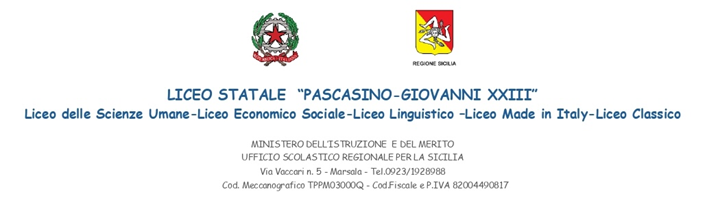 REGIONE SICILIA
LICEO STATALE “PASCASINO-GIOVANNI XXIII”
Liceo delle Scienze Umane-Liceo Economico Sociale-Liceo Linguistico –Liceo Made in Italy-Liceo Classico
MINISTERO DELL’ISTRUZIONE E DEL MERITO
UFFICIO SCOLASTICO REGIONALE PER LA SICILIA
Via Vaccari n. 5 - Marsala - Tel.0923/1928988
Cod. Meccanografico TPPM03000Q - Cod.Fiscale e P.IVA 82004490817